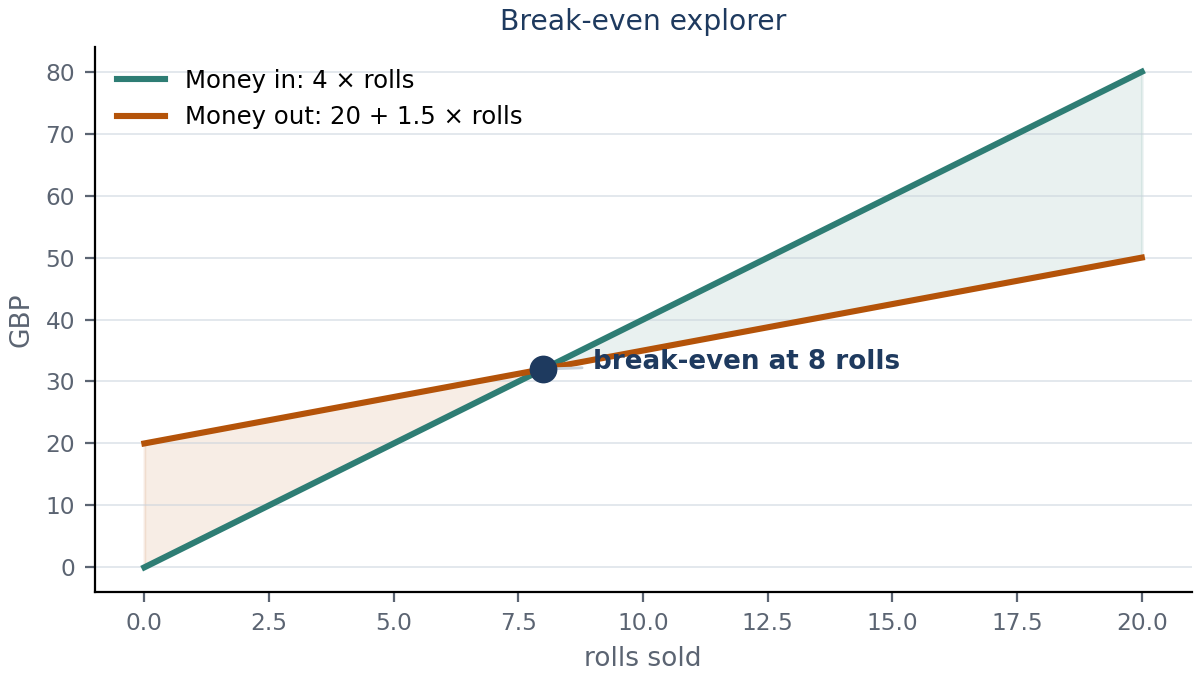 Break-even explorer
Money in: 4 × rolls
Money out: 20 + 1.5 × rolls
80
70
60
50
40
30
20
10
0
GBP
break-even at 8 rolls
0.0 2.5 5.0 7.5 10.0 12.5 15.0 17.5 20.0
rolls sold